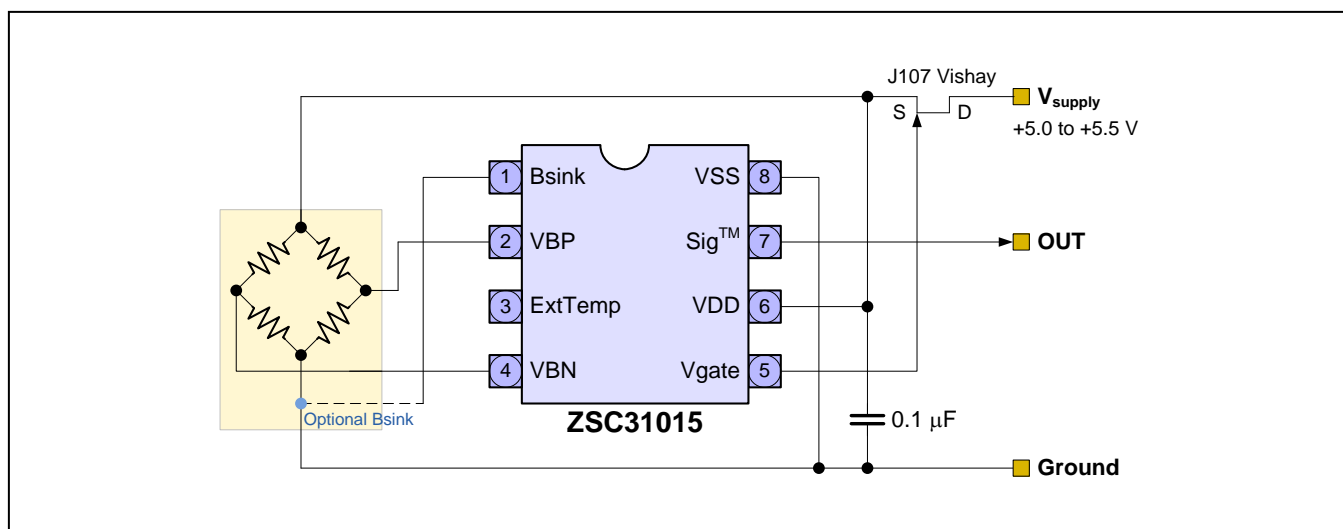 J107 Vishay
S
D
Vsupply
+5.0 to +5.5 V
1
Bsink
VSS
8
2
VBP
Sig™
7
OUT
3
ExtTemp
VDD
6
4
VBN
Vgate
5
Optional Bsink
ZSC31015
0.1 μF
Ground